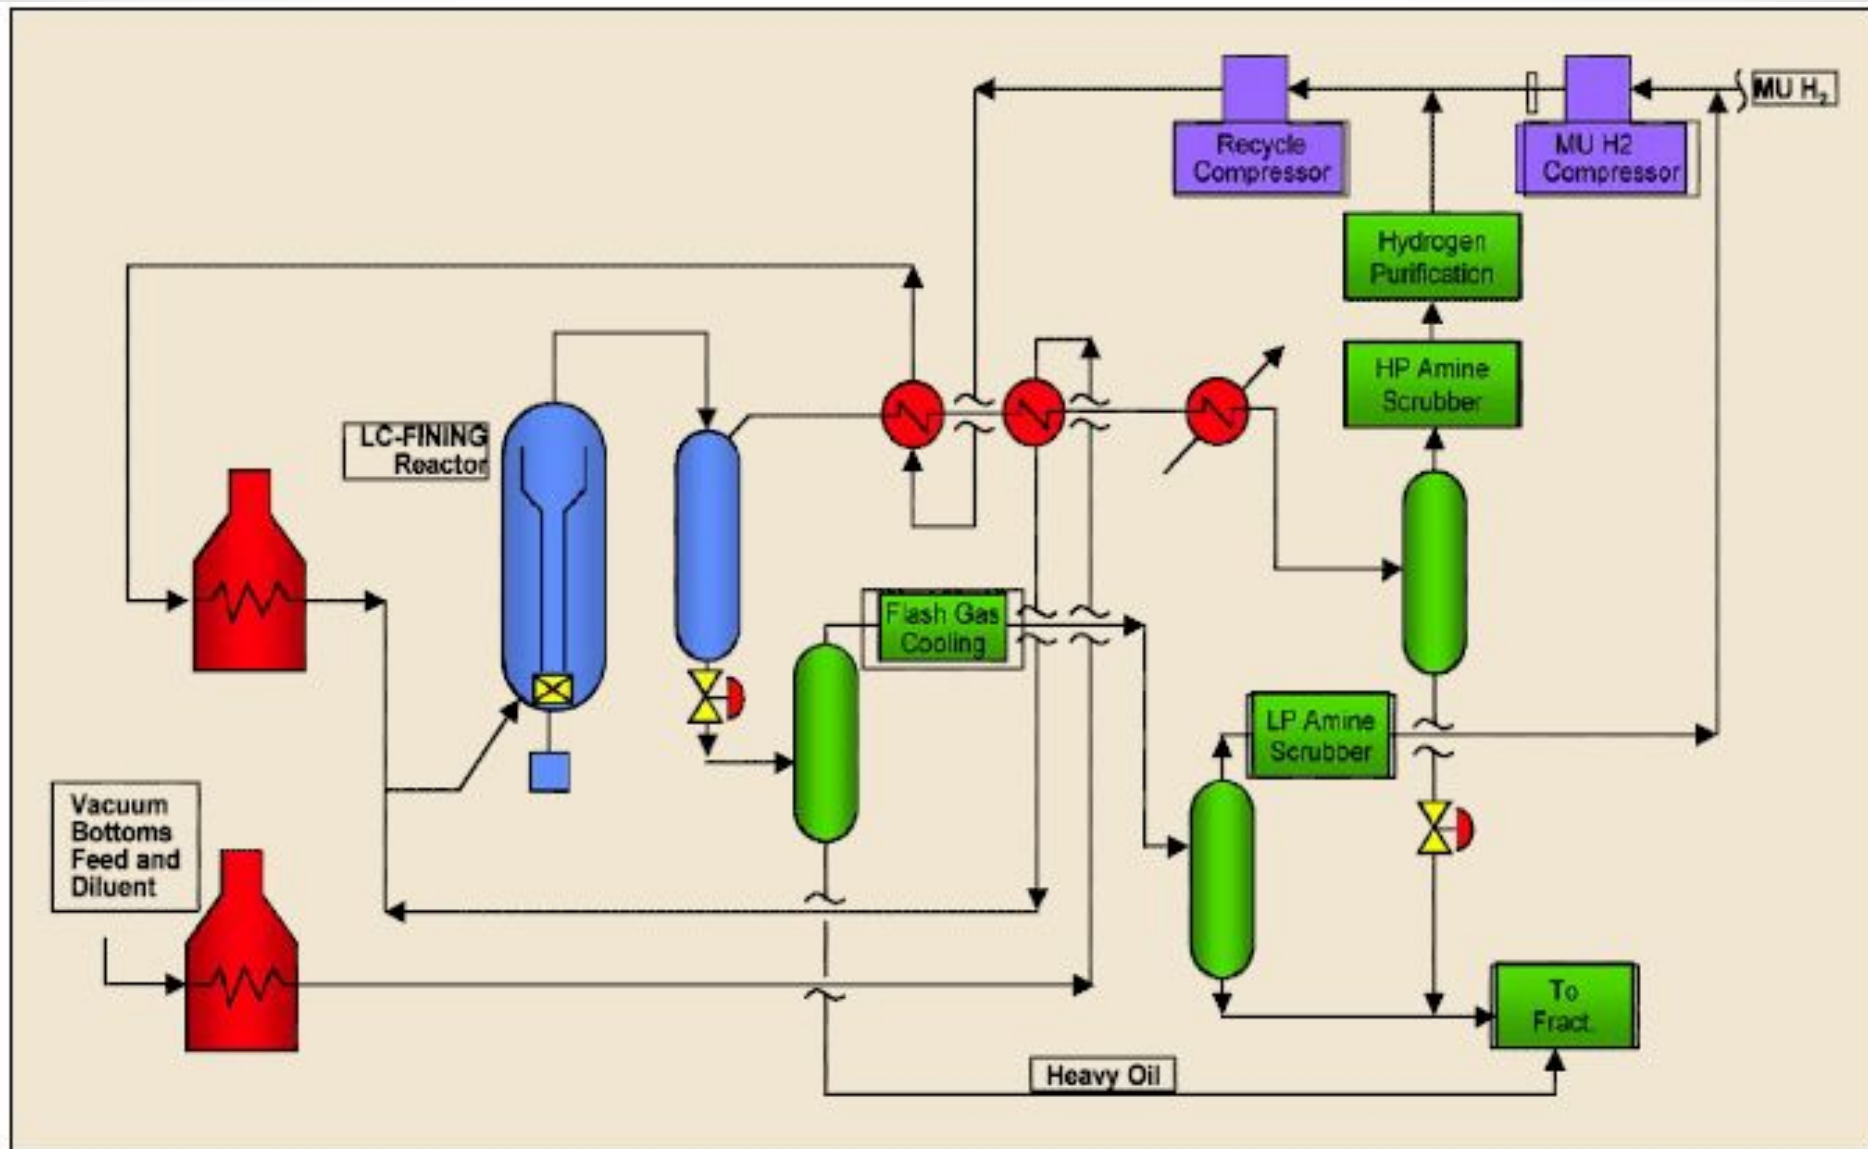 MU H2
Recycle
Compressor
MU H2
Compressor
Hydrogen
Purification
HP Amine
Scrubber
LC-FINING
Reactor
Flash Gas
Cooling
LP Amine
Scrubber
Vacuum
Bottoms
Feed and
Diluent
To
Fract.
Heavy Oil